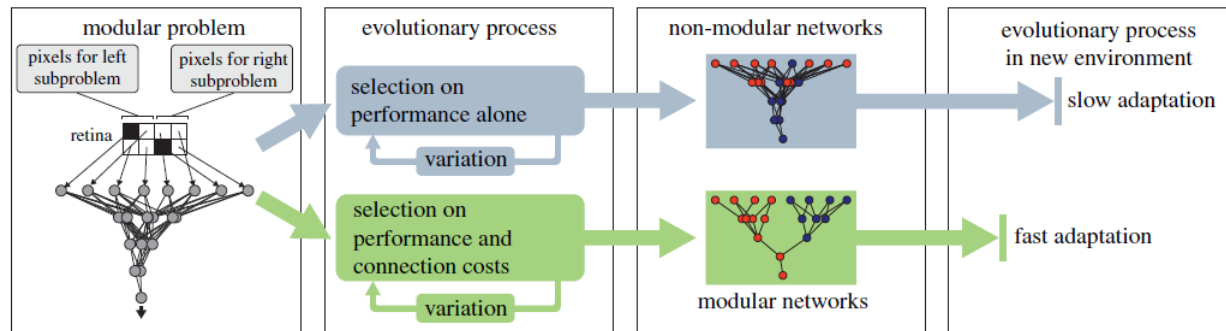 modular problem
pixels for left
subproblem
pixels for right
subproblem
retina
evolutionary process
selection on
performance alone
variation
selection on
performance and
connection costs
variation
non-modular networks
modular networks
evolutionary process
in new environment
slow adaptation
fast adaptation